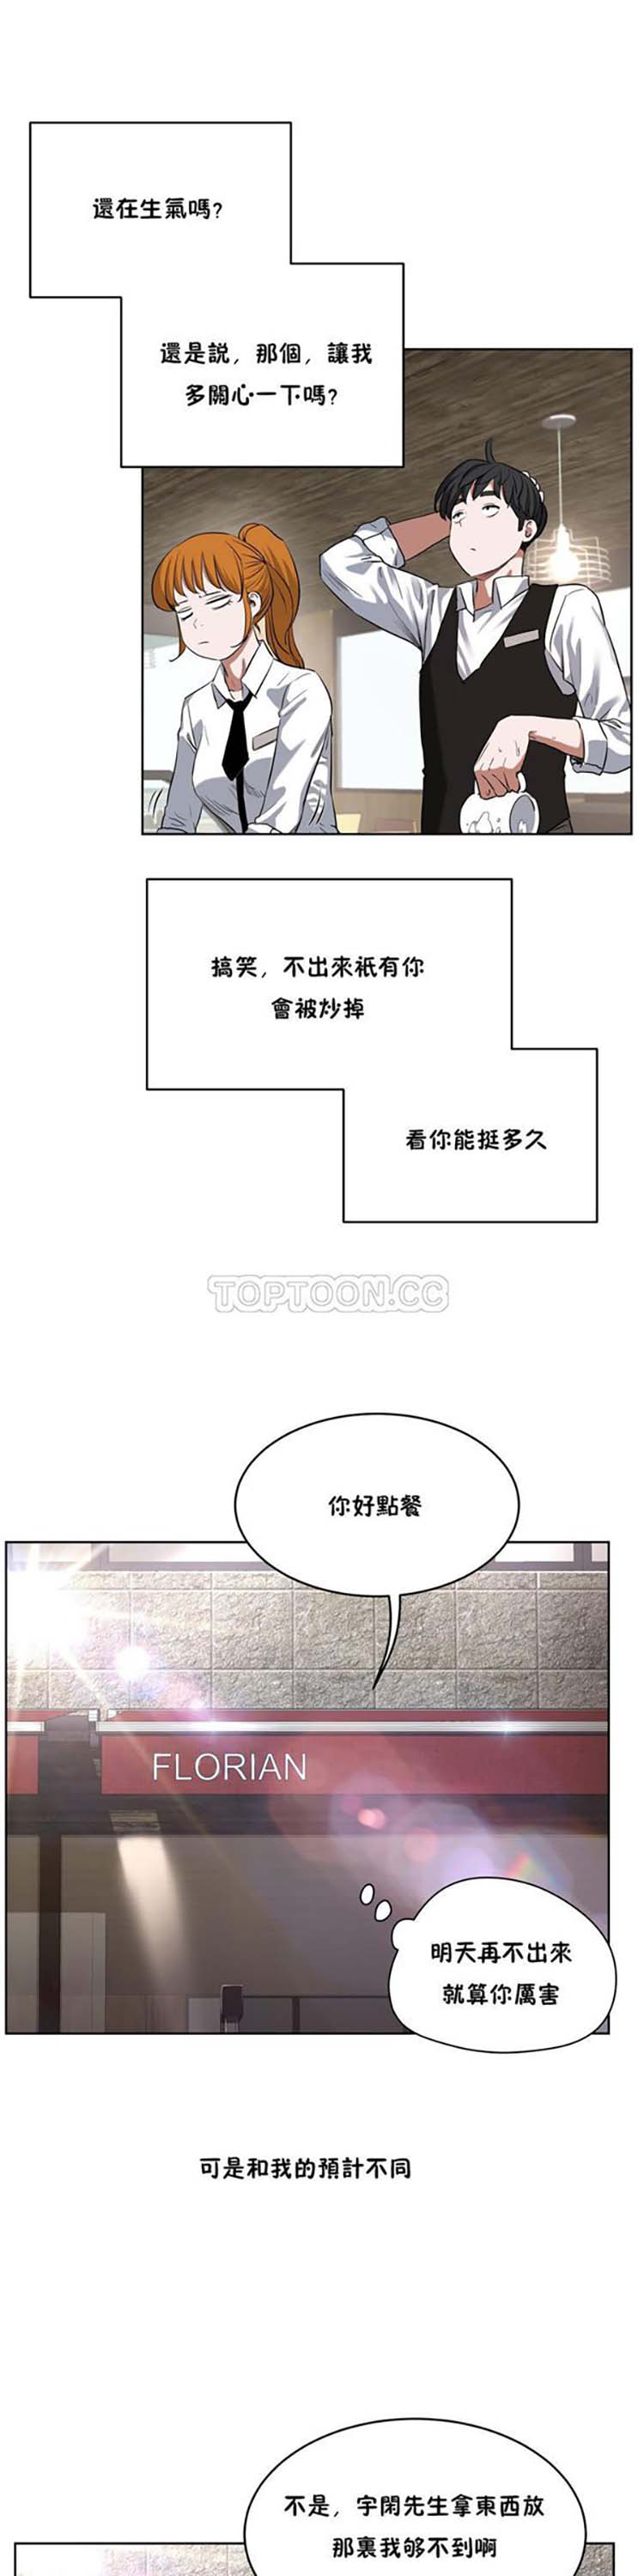 還在生氣嗎?
還是説，那個，讓我
多關心一下嗎?
搞笑，不出來衹有你
會被炒掉
看你能挺多久
TOPTOON.CC
你好點餐
FLORIAN
明天再不出來
就算你厲害
可是和我的預計不同
不是，宇閉先生拿東西放
那裏我够不到啊